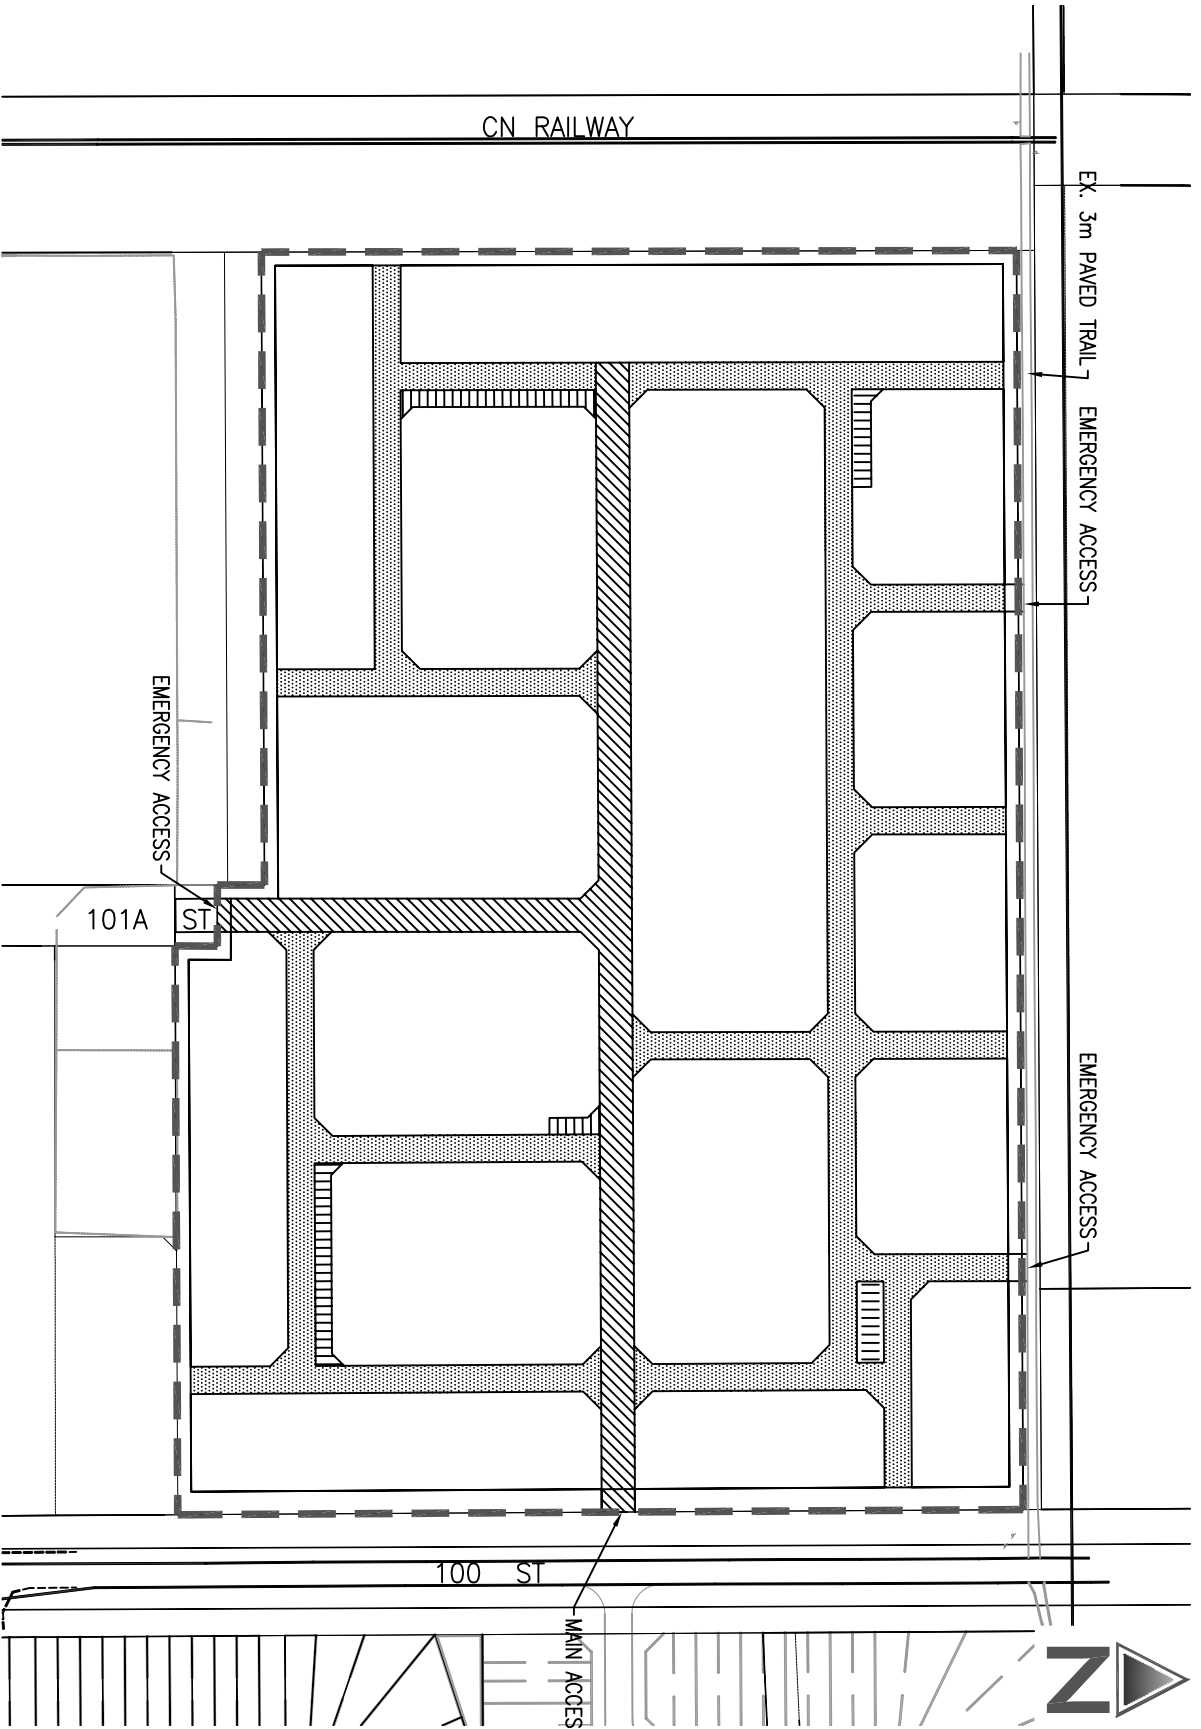 CN RAILWAY
EX. 3m PAVED TRAIL
EMERGENCY ACCESS
EMERGENCY ACCESS
101A ST
EMERGENCY ACCESS
100 ST
MAIN ACCES
N